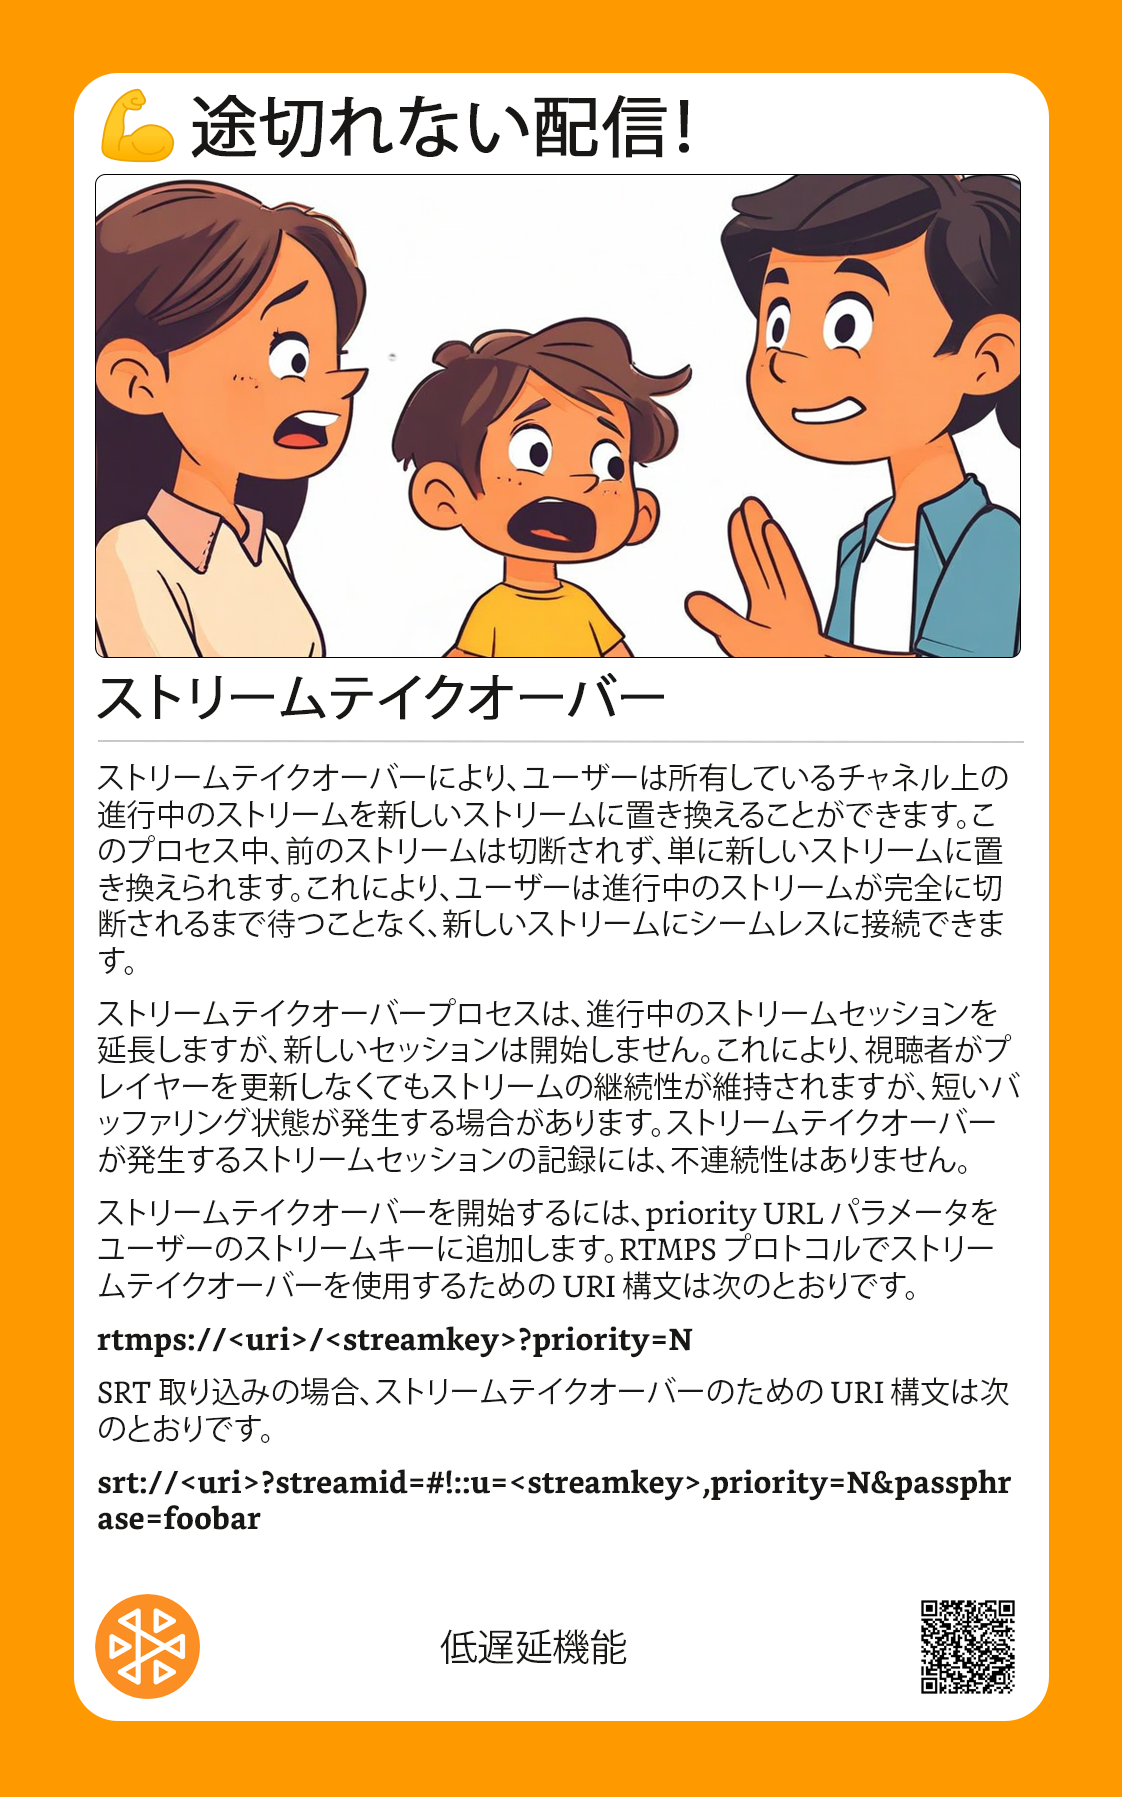 💪 途切れない配信！
ストリームテイクオーバー
ストリームテイクオーバーにより、ユーザーは所有しているチャネル上の
進行中のストリームを新しいストリームに置き換えることができます。こ
のプロセス中、前のストリームは切断されず、単に新しいストリームに置
き換えられます。これにより、ユーザーは進行中のストリームが完全に切
断されるまで待つことなく、新しいストリームにシームレスに接続できま
す。
ストリームテイクオーバープロセスは、進行中のストリームセッションを
延長しますが、新しいセッションは開始しません。これにより、視聴者がプ
レイヤーを更新しなくてもストリームの継続性が維持されますが、短いバ
ッファリング状態が発生する場合があります。ストリームテイクオーバー
が発生するストリームセッションの記録には、不連続性はありません。
ストリームテイクオーバーを開始するには、priority URL パラメータを
ユーザーのストリームキーに追加します。RTMPS プロトコルでストリー
ムテイクオーバーを使用するための URI 構文は次のとおりです。
rtmps://<uri>/<streamkey>?priority=N
SRT 取り込みの場合、ストリームテイクオーバーのための URI 構文は次
のとおりです。
srt://<uri>?streamid=#!::u=<streamkey>,priority=N&passphr
ase=foobar
低遅延機能